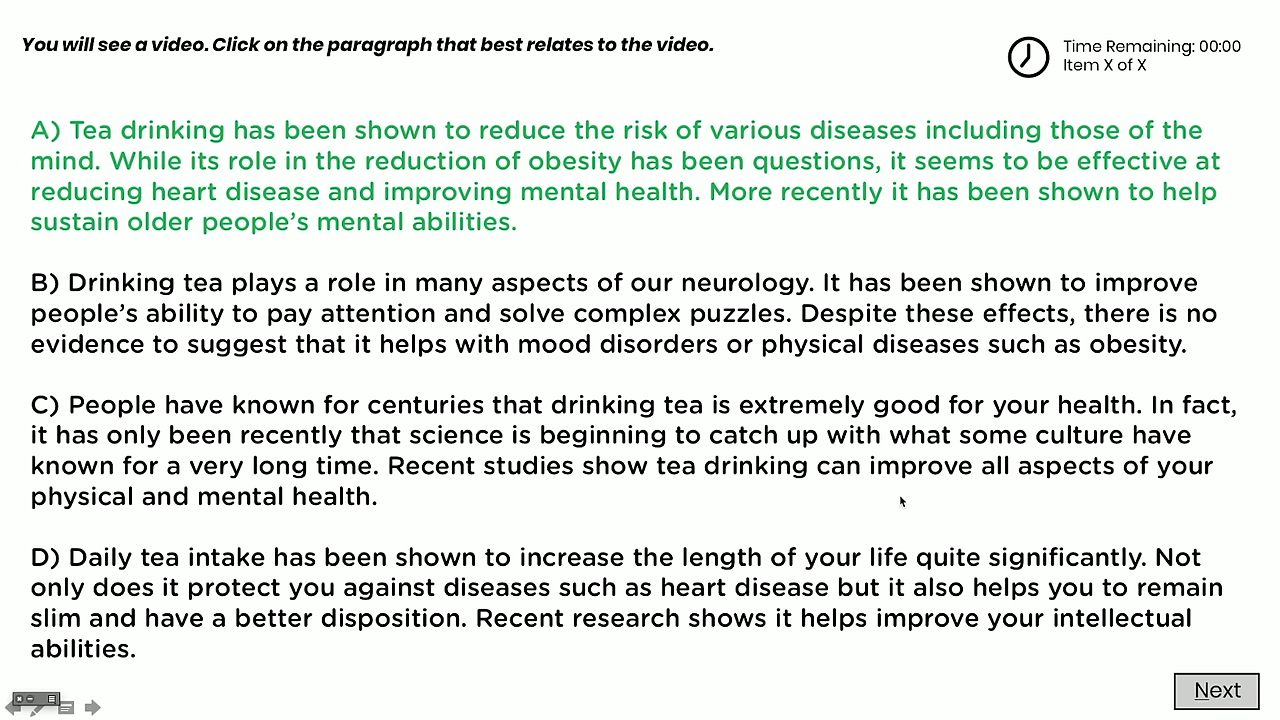 You will see a video. Click on the paragraph that best relates to the video.
Time Remaining: 00:00
Item X of X
A) Tea drinking has been shown to reduce the risk of various diseases including those of the
mind. While its role in the reduction of obesity has been questions, it seems to be effective at
reducing heart disease and improving mental health. More recently it has been shown to help
sustain older people's mental abilities.
B) Drinking tea plays a role in many aspects of our neurology. It has been shown to improve
people's ability to pay attention and solve complex puzzles. Despite these effects, there is no
evidence to suggest that it helps with mood disorders or physical diseases such as obesity.
C) People have known for centuries that drinking tea is extremely good for your health. In fact,
it has only been recently that science is beginning to catch up with what some culture have
known for a very long time. Recent studies show tea drinking can improve all aspects of your
physical and mental health.
D) Daily tea intake has been shown to increase the length of your life quite significantly. Not
only does it protect you against diseases such as heart disease but it also helps you to remain
slim and have a better disposition. Recent research shows it helps improve your intellectual
abilities.
Next